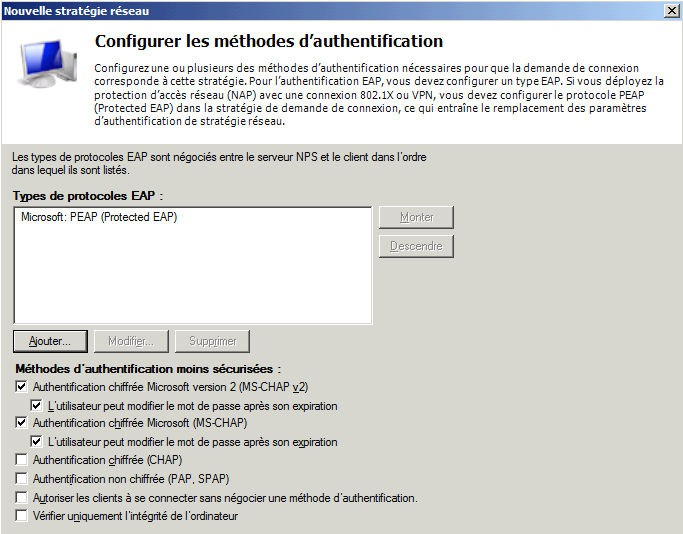 Nouvelle stratégie réseau
Configurer les méthodes d'authentification
Configurez une ou plusieurs des méthodes d'authentification nécessaires pour que la demande de connexion
corresponde à cette stratégie. Pour l'authentification EAP, vous devez configurer un type EAP. Si vous déployez la
protection d'accès réseau (NAP) avec une connexion 802.1X ou VPN, vous devez configurer le protocole PEAP
(Protected EAP) dans la stratégie de demande de connexion, ce qui entraîne le remplacement des paramètres
d'authentification de stratégie réseau.
Les types de protocoles EAP sont négociés entre le serveur NPS et le client dans l'ordre
dans lequel ils sont listés.
Types de protocoles EAP :
Microsoft: PEAP (Protected EAP)
Monter
Descendre
Ajouter... Modifier... Supprimer
Méthodes d'authentification moins sécurisées :
Authentification chiffrée Microsoft version 2 (MS-CHAP v2)
L'utilisateur peut modifier le mot de passe après son expiration
Authentification chiffrée Microsoft (MS-CHAP)
L'utilisateur peut modifier le mot de passe après son expiration
Authentification chiffrée (CHAP)
Authentification non chiffrée (PAP, SPAP)
Autoriser les clients à se connecter sans négocier une méthode d'authentification.
Vérifier uniquement l'intégrité de l'ordinateur